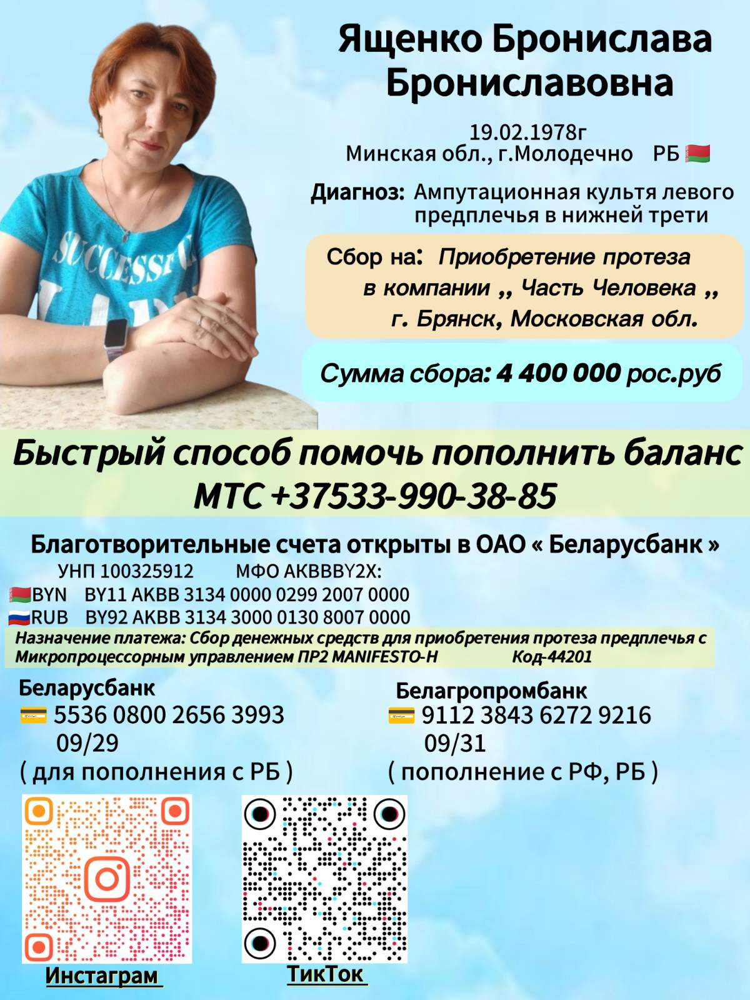 Ященко Бронислава
Брониславовна
19.02.1978г
Минская обл., г.Молодечно РБ
Диагноз: Ампутационная культя левого
предплечья в нижней трети
SUCCESSFUL
LADY
Сбор на: Приобретение протеза
в компании ,, Часть Человека ,,
г. Брянск, Московская обл.
Сумма сбора: 4 400 000 рос.руб
Быстрый способ помочь пополнить баланс
МТС +37533-990-38-85
Благотворительные счета открыты в ОАО « Беларусбанк »
УНП 100325912 МФО АКВВBY2X:
BYN BY11 AKBB 3134 0000 0299 2007 0000
RUB BY92 AKBB 3134 3000 0130 8007 0000
Назначение платежа: Сбор денежных средств для приобретения протеза предплечья с
Микропроцессорным управлением ПР2 MANIFESTO-H Код-44201
Беларусбанк
5536 0800 2656 3993
09/29
( для пополнения с РБ )
Белагропромбанк
9112 3843 6272 9216
09/31
( пополнение с РФ, РБ )
Инстаграм
ТикТок